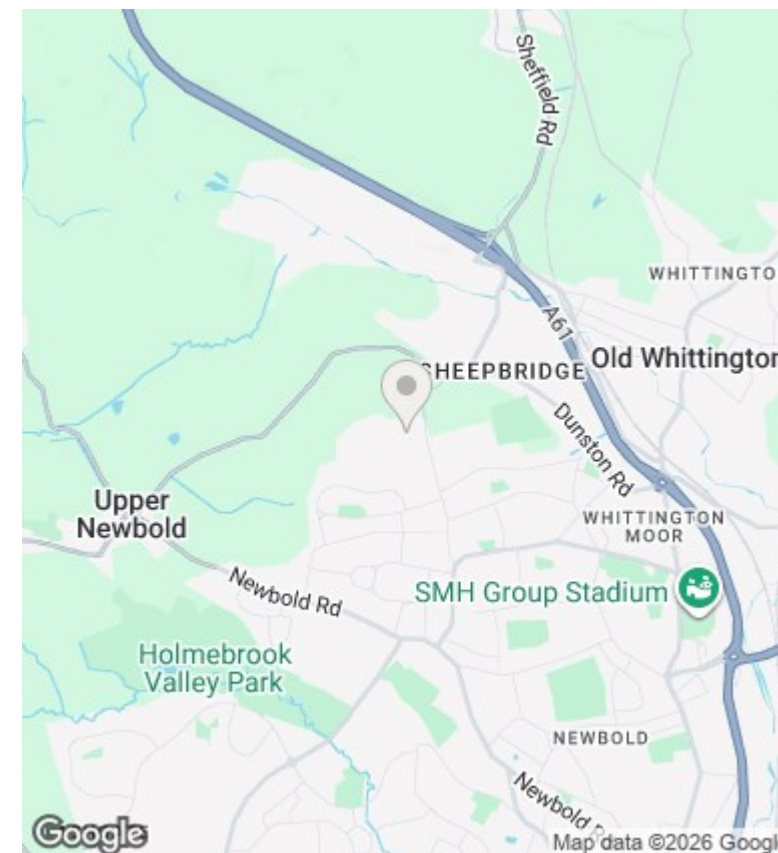 Sheffield Rd
WHITTINGTO
A61
SHEEPBRIDGE
Old Whittington
Dunston Rd
Upper
Newbold
WHITTINGTON
MOOR
Newbold Rd
SMH Group Stadium
Holmebrook
Valley Park
NEWBOLD
Newbold R
Google
Map data ©2026 Googl